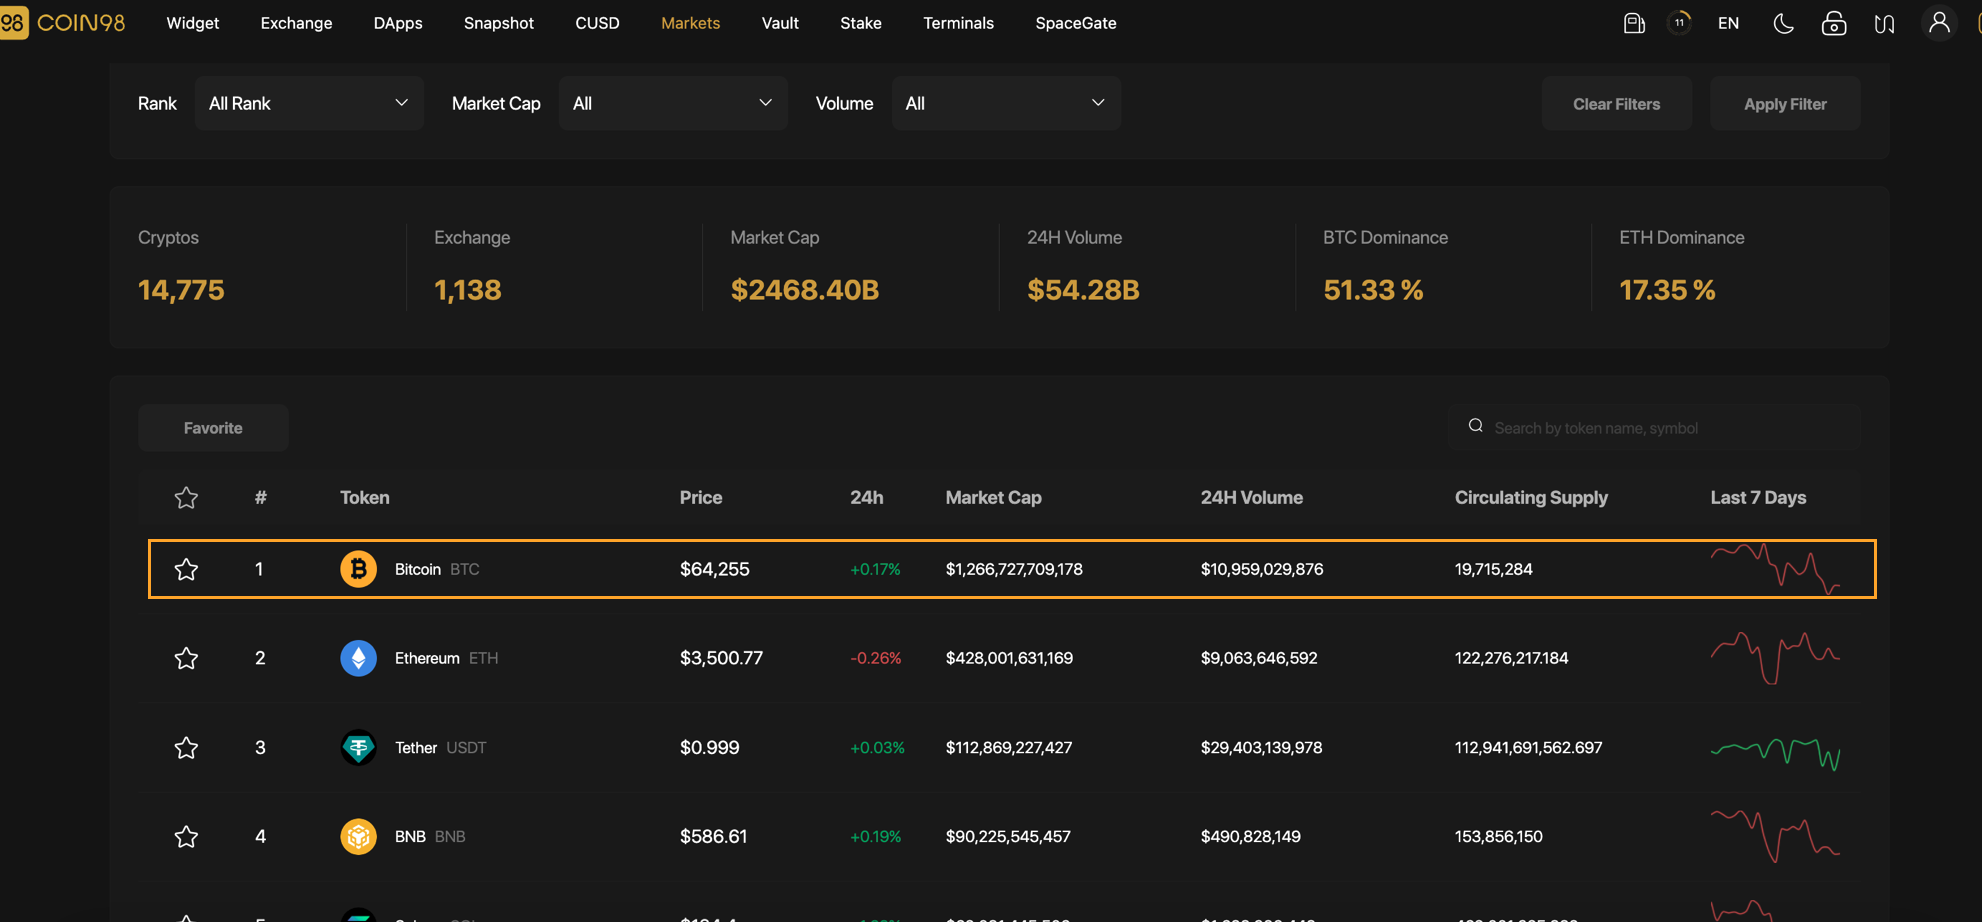 98 COIN98 Widget Exchange DApps Snapshot CUSD Markets Vault Stake Terminals SpaceGate 11 EN
Rank All Rank Market Cap All Volume All Clear Filters Apply Filter
Cryptos Exchange Market Cap 24H Volume BTC Dominance ETH Dominance
14,775 1,138 $2468.40B $54.28B 51.33 % 17.35 %
Favorite Search by token name, symbol
# Token Price 24h Market Cap 24H Volume Circulating Supply Last 7 Days
1 Bitcoin BTC $64,255 +0.17% $1,266,727,709,178 $10,959,029,876 19,715,284
2 Ethereum ETH $3,500.77 -0.26% $428,001,631,169 $9,063,646,592 122,276,217.184
3 Tether USDT $0.999 +0.03% $112,869,227,427 $29,403,139,978 112,941,691,562.697
4 BNB BNB $586.61 +0.19% $90,225,545,457 $490,828,149 153,856,150